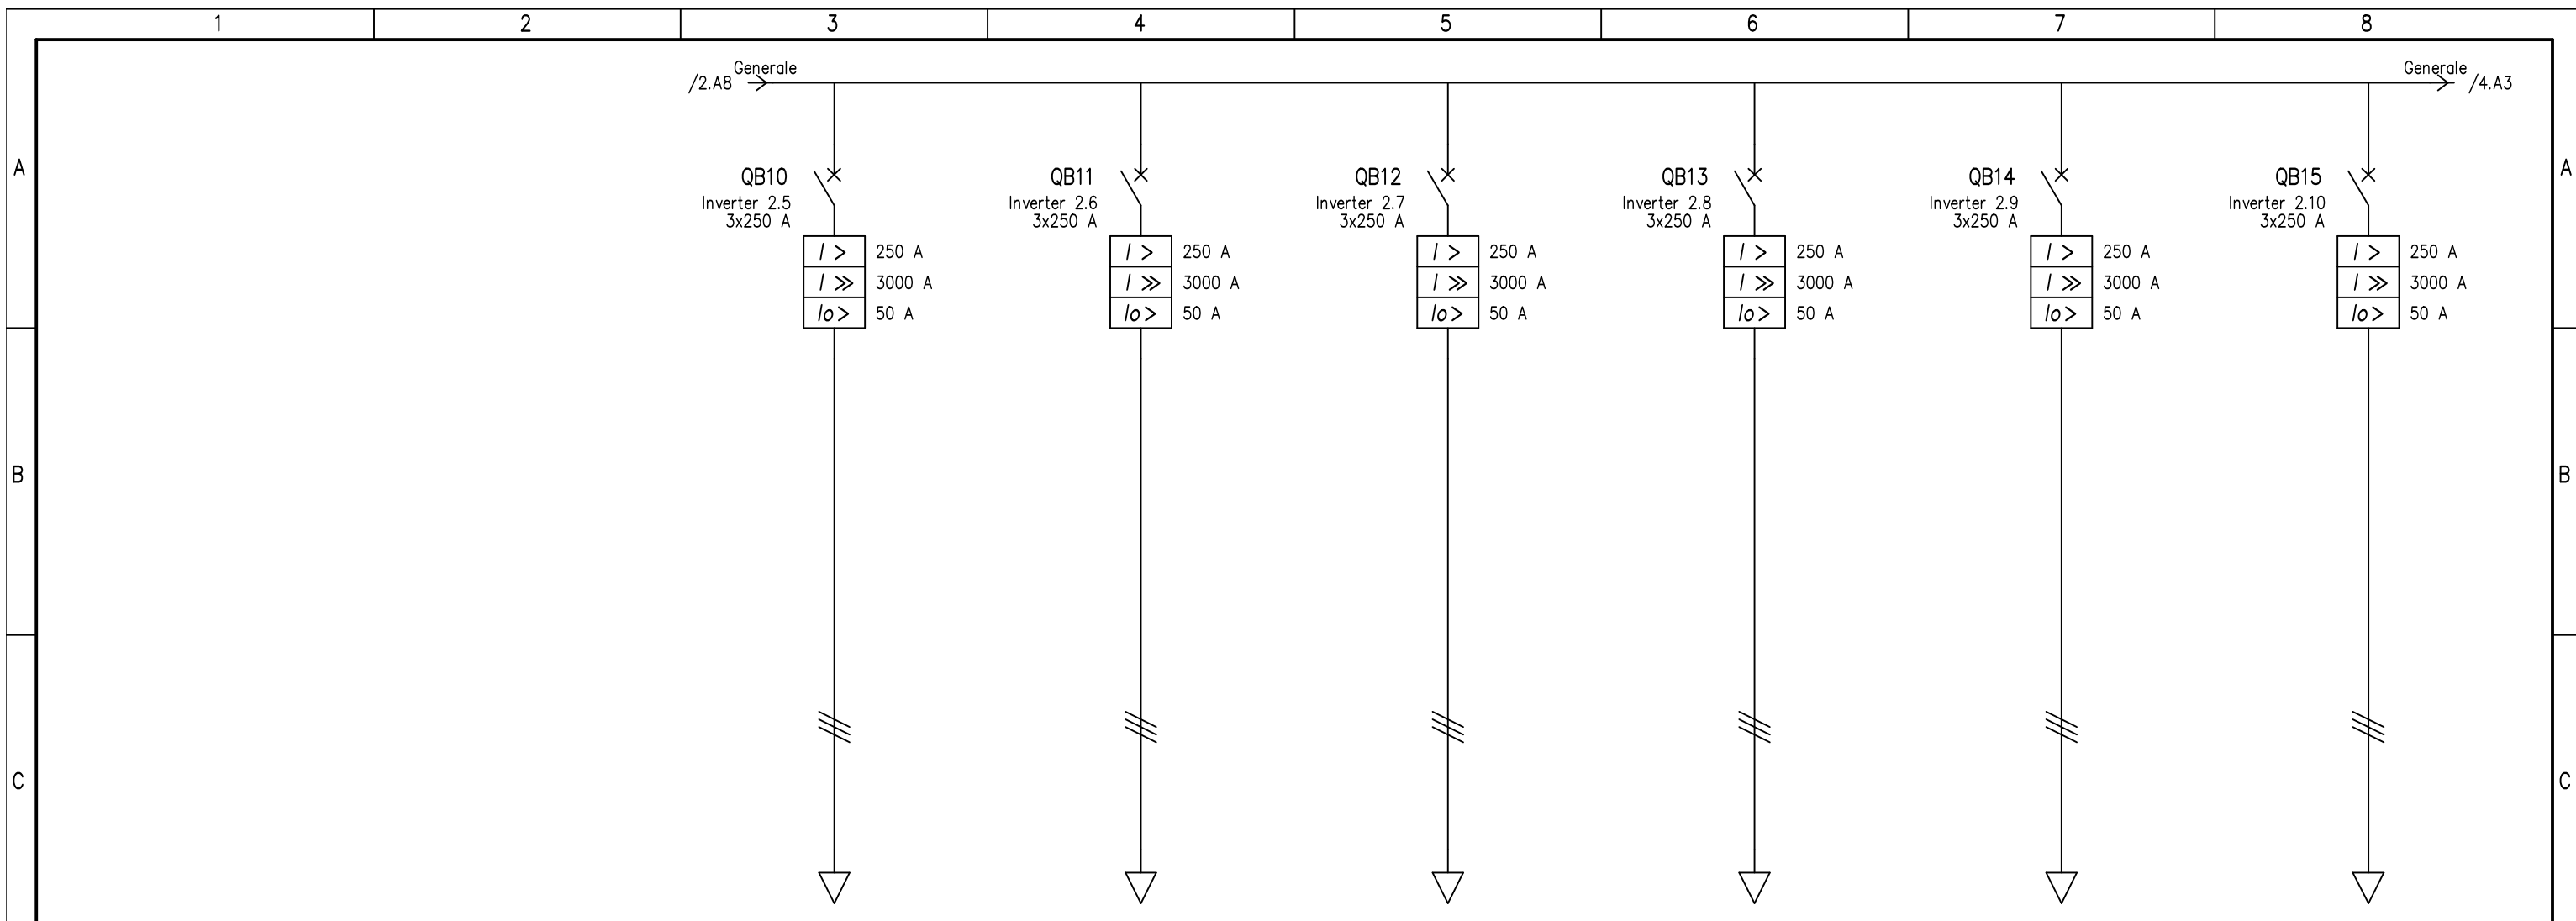 1 2 3 4 5 6 7 8
Generale Generale
/2.A8 /4.A3
A A
QB10 QB11 QB12 QB13 QB14 QB15
Inverter 2.5 Inverter 2.6 Inverter 2.7 Inverter 2.8 Inverter 2.9 Inverter 2.10
3x250 A 3x250 A 3x250 A 3x250 A 3x250 A 3x250 A
I > 250 A I > 250 A I > 250 A I > 250 A I > 250 A I > 250 A
I >> 3000 A I >> 3000 A I >> 3000 A I >> 3000 A I >> 3000 A I >> 3000 A
Io> 50 A Io> 50 A Io> 50 A Io> 50 A Io> 50 A Io> 50 A
B B
C C